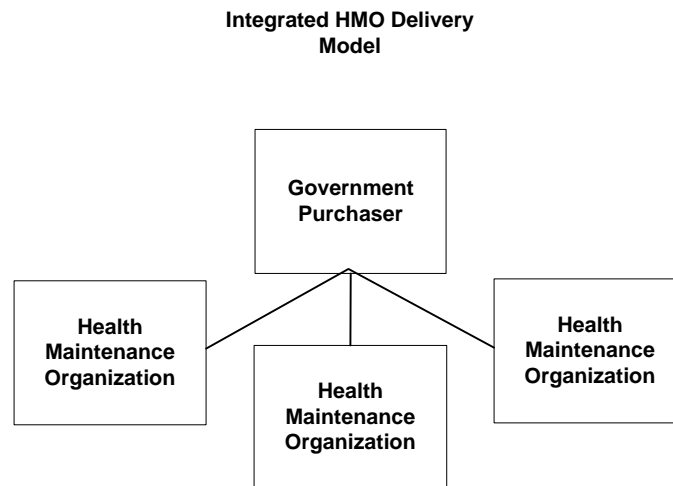 Integrated HMO Delivery
Model
Government
Purchaser
Health
Maintenance
Organization
Health
Maintenance
Organization
Health
Maintenance
Organization